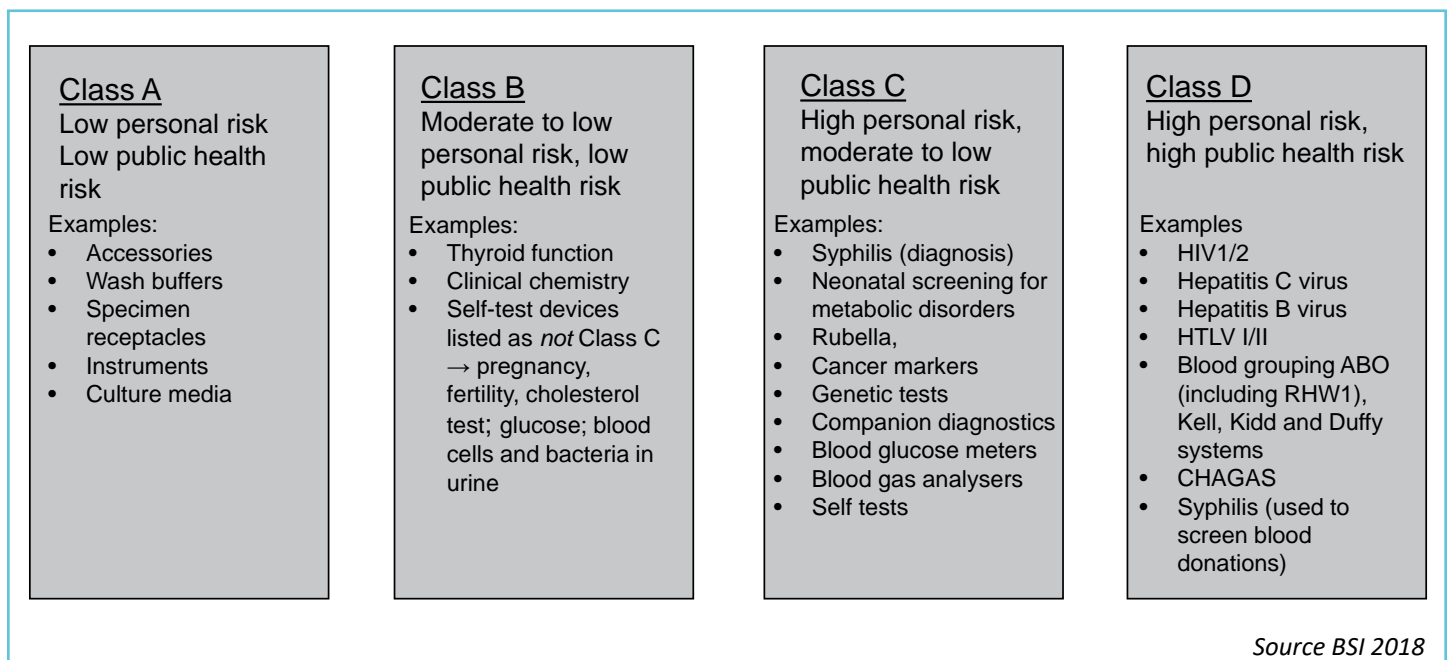 Class A
Low personal risk
Low public health
risk
Examples:
• Accessories
• Wash buffers
• Specimen
receptacles
• Instruments
• Culture media
Class B
Moderate to low
personal risk, low
public health risk
Examples:
• Thyroid function
• Clinical chemistry
• Self-test devices
listed as not Class C
→ pregnancy,
fertility, cholesterol
test; glucose; blood
cells and bacteria in
urine
Class C
High personal risk,
moderate to low
public health risk
Examples:
• Syphilis (diagnosis)
• Neonatal screening for
metabolic disorders
• Rubella,
• Cancer markers
• Genetic tests
• Companion diagnostics
• Blood glucose meters
• Blood gas analysers
• Self tests
Class D
High personal risk,
high public health risk
Examples
• HIV1/2
• Hepatitis C virus
• Hepatitis B virus
• HTLV I/II
• Blood grouping ABO
(including RHW1),
Kell, Kidd and Duffy
systems
• CHAGAS
• Syphilis (used to
screen blood
donations)
Source BSI 2018